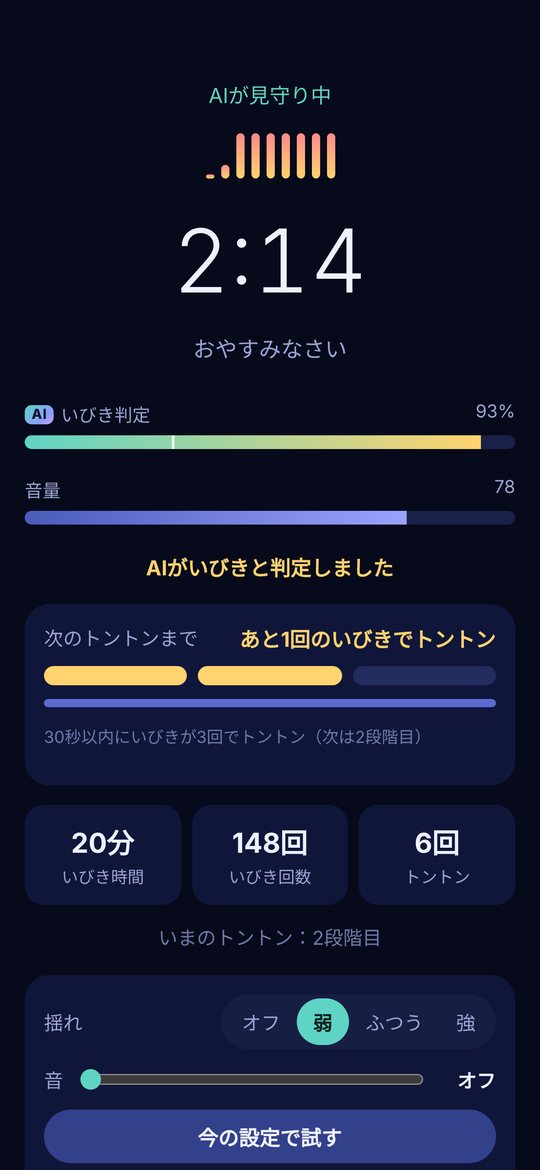 AIが見守り中
2:14
おやすみなさい
AI いびき判定 93%
音量 78
AIがいびきと判定しました
次のトントンまで あと1回のいびきでトントン
30秒以内にいびきが3回でトントン（次は2段階目）
20分 148回 6回
いびき時間 いびき回数 トントン
いまのトントン：2段階目
揺れ オフ 弱 ふつう 強
音 オフ
今の設定で試す